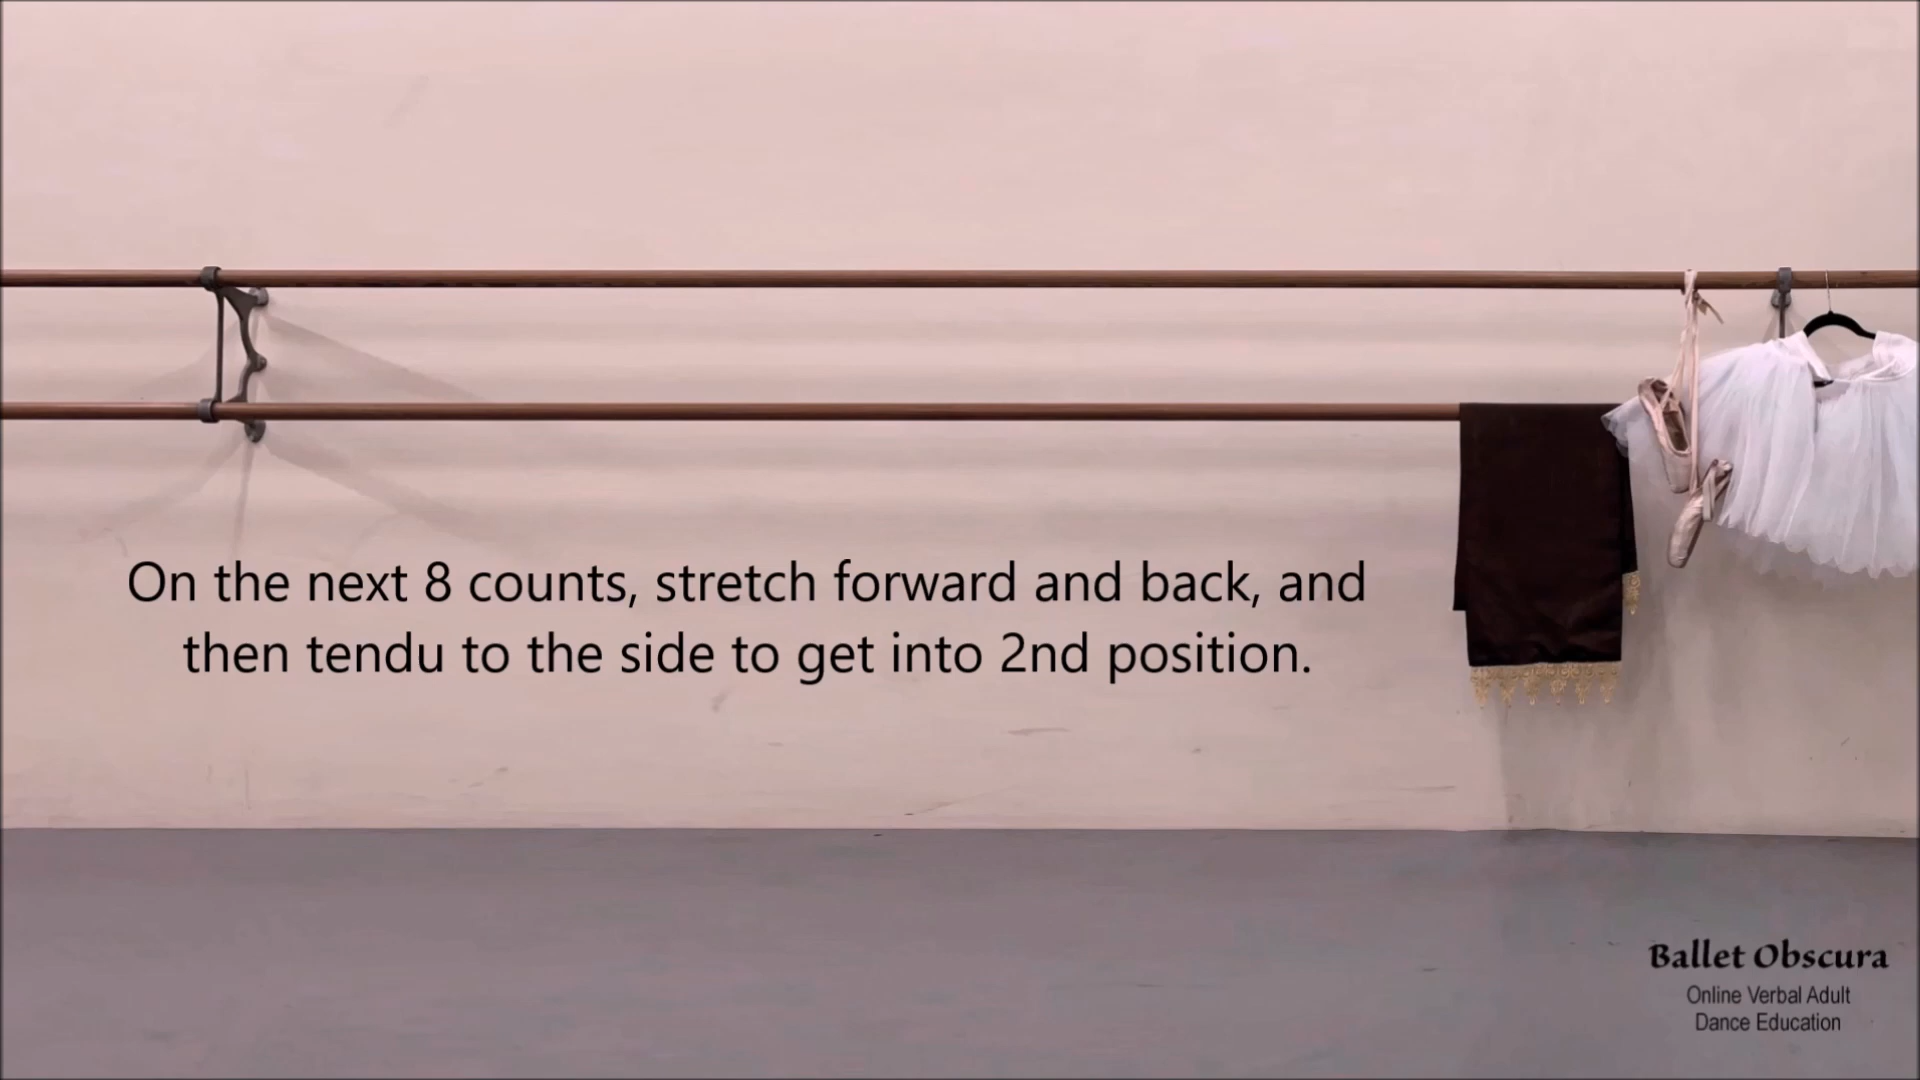 On the next 8 counts, stretch forward and back, and
then tendu to the side to get into 2nd position.
Ballet Obscura
Online Verbal Adult
Dance Education